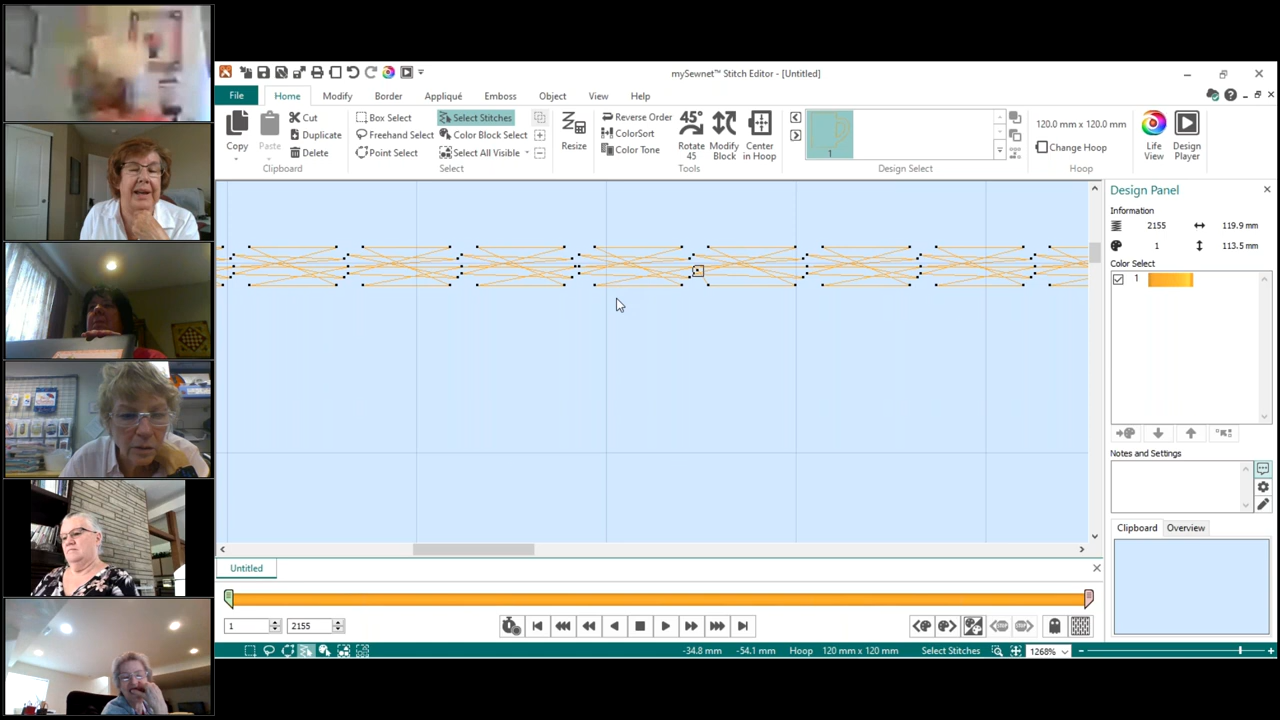 mySewnet™ Stitch Editor - [Untitled]
File Home Modify Border Appliqué Emboss Object View Help
Copy Paste Cut Duplicate Delete Clipboard
Box Select Freehand Select Point Select Select Stitches Color Block Select Select All Visible Select
Resize Reverse Order ColorSort Color Tone Rotate 45 Modify Block Center in Hoop Tools
1 Design Select
120.0 mm x 120.0 mm Change Hoop Hoop
Life View Design Player
Design Panel
Information
2155 119.9 mm
1 113.5 mm
Color Select
1
Notes and Settings
Clipboard Overview
Untitled
1 2155
-34.8 mm -54.1 mm Hoop 120 mm x 120 mm Select Stitches 1268%